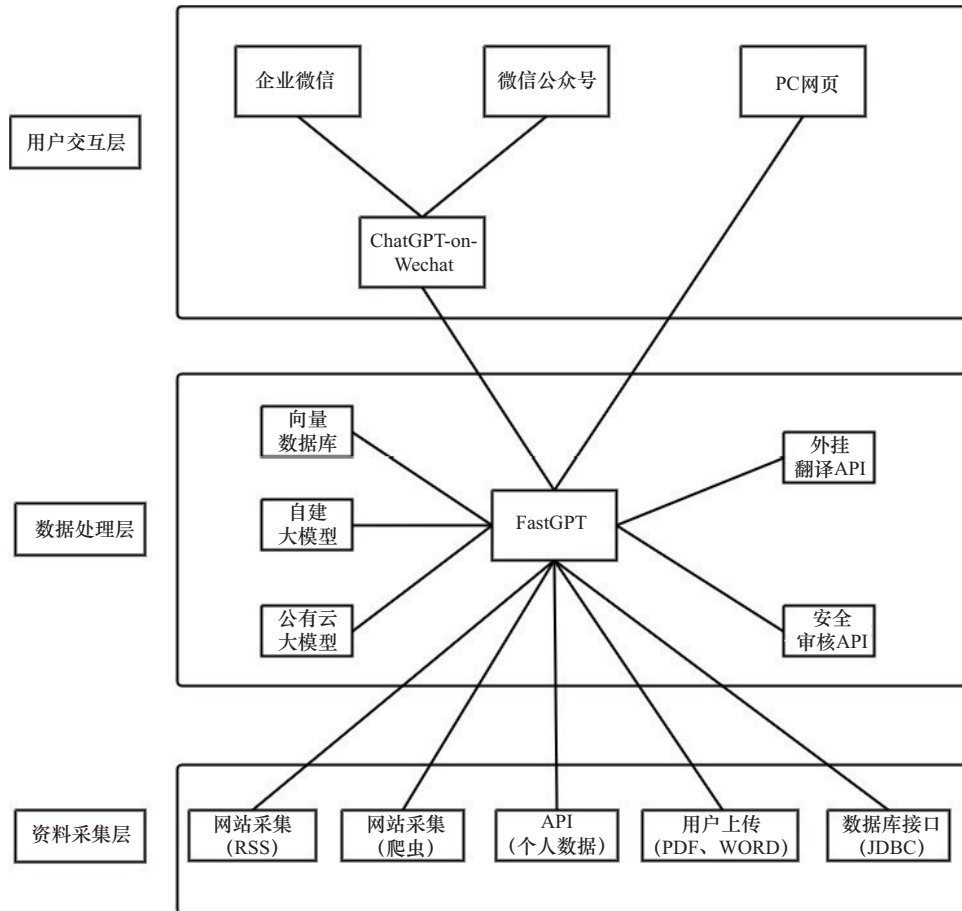 企业微信
微信公众号
PC网页
用户交互层
ChatGPT-on-
Wechat
向量
数据库
外挂
翻译API
自建
大模型
FastGPT
数据处理层
公有云
大模型
安全
审核API
资料采集层
网站采集
（RSS）
网站采集
（爬虫）
API
（个人数据）
用户上传
（PDF、WORD）
数据库接口
（JDBC）